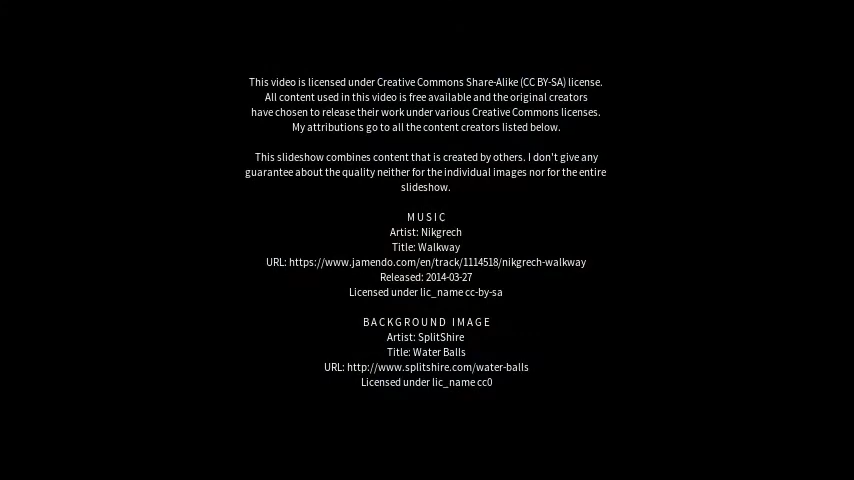 This video is licensed under Creative Commons Share-Alike (CC BY-SA) license.
All content used in this video is free available and the original creators
have chosen to release their work under various Creative Commons licenses.
My attributions go to all the content creators listed below.
This slideshow combines content that is created by others. I don't give any
guarantee about the quality neither for the individual images nor for the entire
slideshow.
MUSIC
Artist: Nikgrech
Title: Walkway
URL: https://www.jamendo.com/en/track/1114518/nikgrech-walkway
Released: 2014-03-27
Licensed under lic_name cc-by-sa
BACKGROUND IMAGE
Artist: SplitShire
Title: Water Balls
URL: http://www.splitshire.com/water-balls
Licensed under lic_name cc0